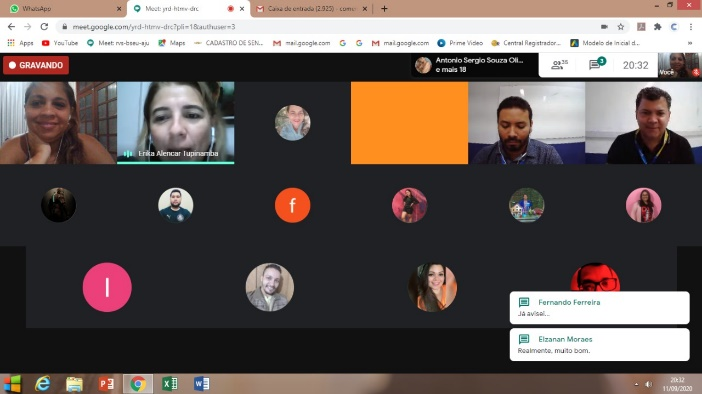 WhatsApp
Meet: yrd-htmv-drc
Caixa de entrada (2.925) - comer
meet.google.com/yrd-htmv-drc?pli=1&authuser=3
Apps
YouTube
Meet: rvs-bseu-aju
Maps
CADASTRO DE SEN...
mail.google.com
mail.google.com
Prime Video
Central Registrador...
Modelo de Inicial d...
GRAVANDO
Antonio Sergio Souza Oli...
e mais 18
35
3
20:32
Você
Erika Alencar Tupinamba
f
l
Fernando Ferreira
Já avisei...
Elzanan Moraes
Realmente, muito bom.
20:32
11/09/2020